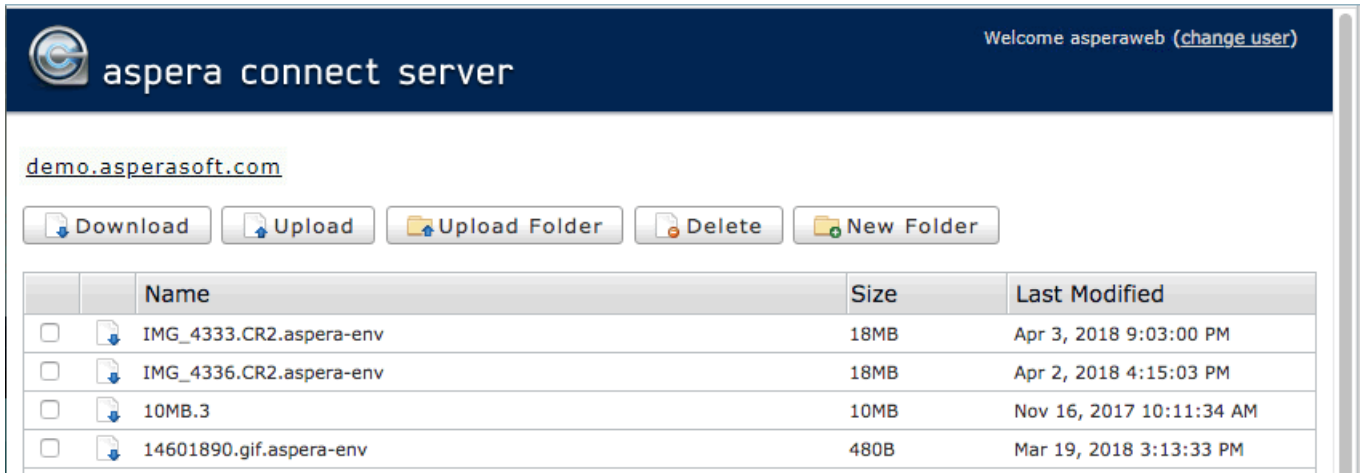 Welcome asperaweb (change user)
aspera connect server
demo.asperasoft.com
Download Upload Upload Folder Delete New Folder
Name Size Last Modified
IMG_4333.CR2.aspera-env 18MB Apr 3, 2018 9:03:00 PM
IMG_4336.CR2.aspera-env 18MB Apr 2, 2018 4:15:03 PM
10MB.3 10MB Nov 16, 2017 10:11:34 AM
14601890.gif.aspera-env 480B Mar 19, 2018 3:13:33 PM